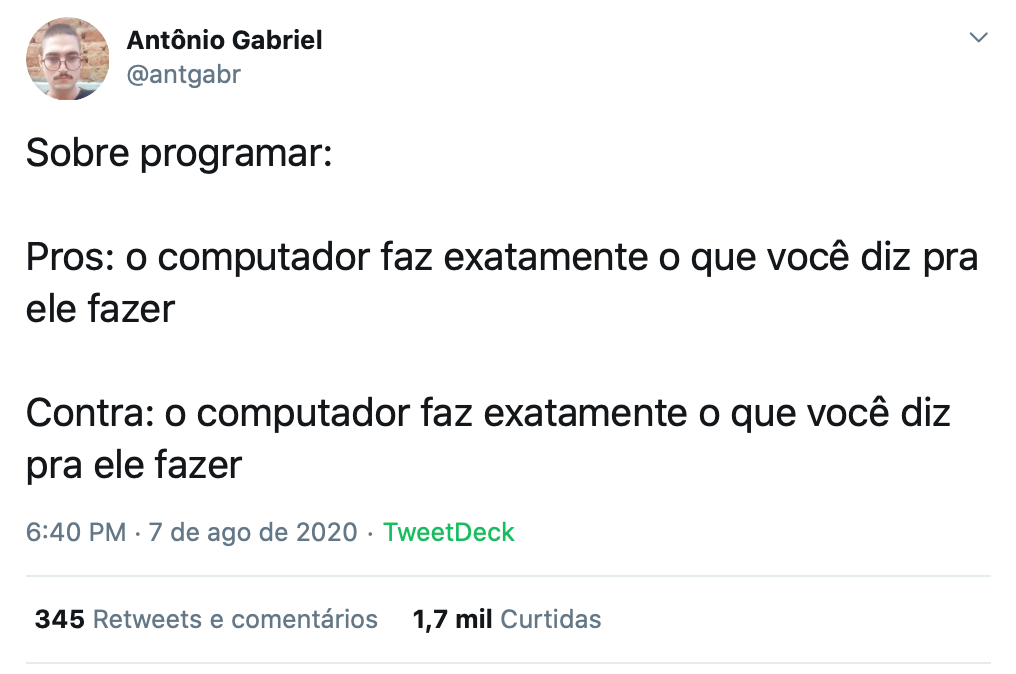 Antônio Gabriel
@antgabr
Sobre programar:
Pros: o computador faz exatamente o que você diz pra
ele fazer
Contra: o computador faz exatamente o que você diz
pra ele fazer
6:40 PM · 7 de ago de 2020 · TweetDeck
345 Retweets e comentários 1,7 mil Curtidas